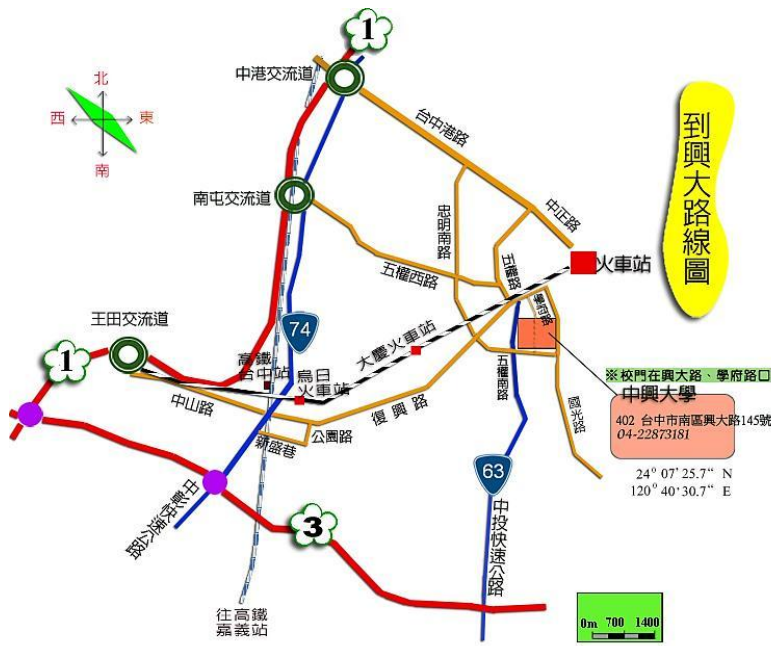 1
中港交流道
北
西 東
南
台中港路
到興大路線圖
南屯交流道
忠明南路
中正路
五權西路
五權路
火車站
學府路
74
王田交流道
大慶火車站
1
高鐵
台中站
烏日
火車站
五權南路
※校門在興大路、學府路口
中興大學
中山路
復興路
國光路
402 台中市南區興大路145號
04-22873181
公園路
新盛巷
63
24° 07'25.7" N
120° 40'30.7" E
中彰快速公路
3
中投快速公路
往高鐵
嘉義站
0m 700 1400